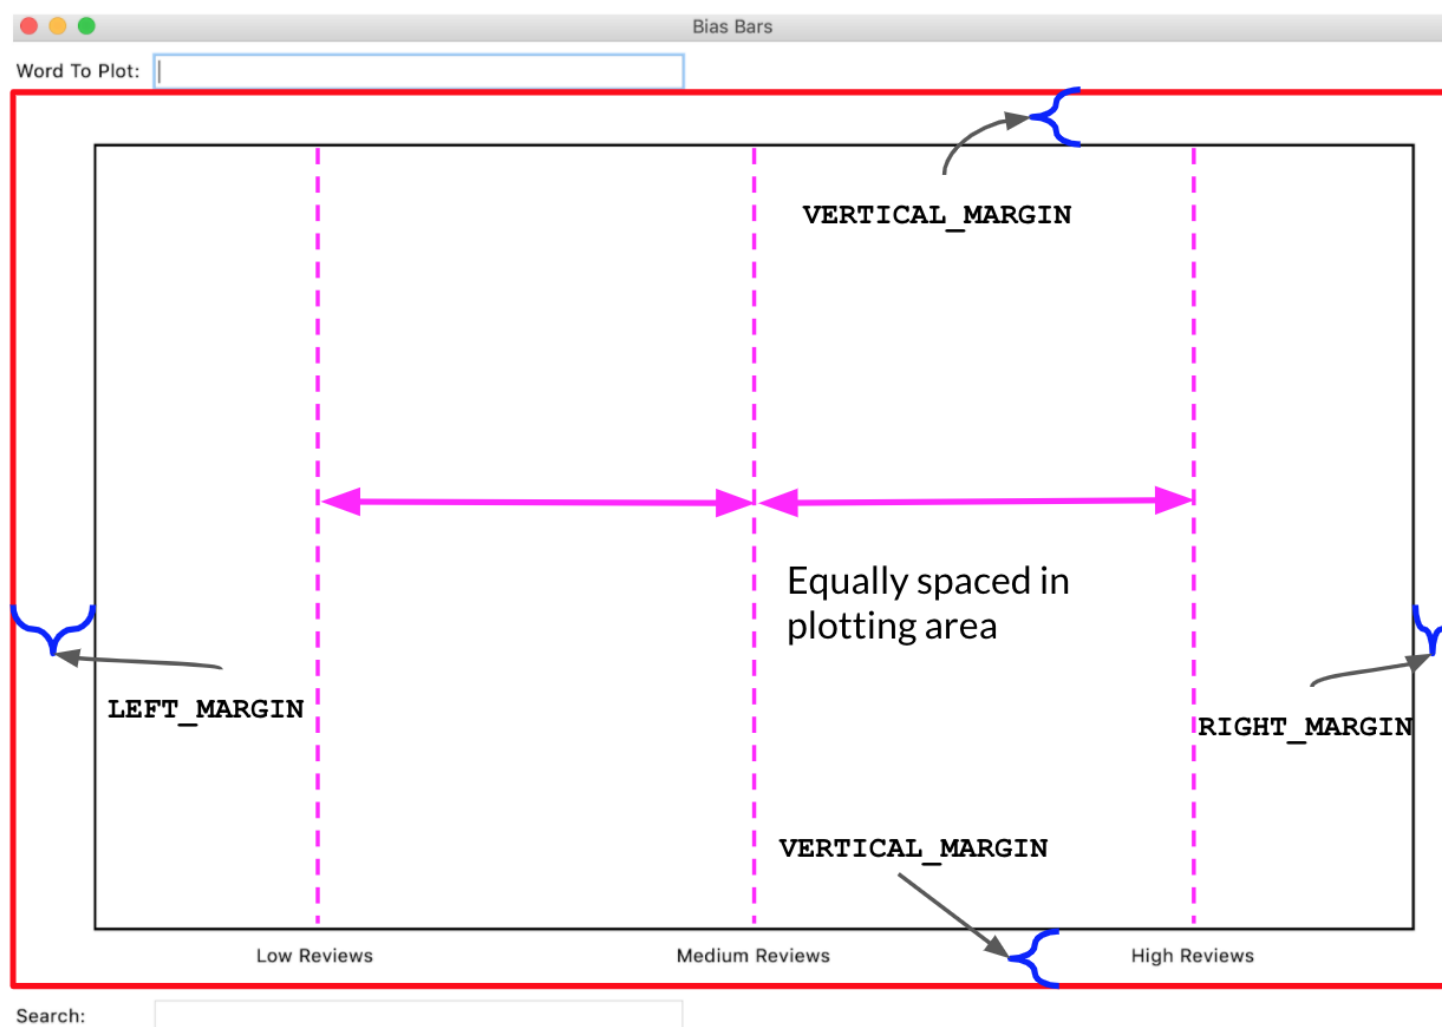 Bias Bars
Word To Plot:
VERTICAL_MARGIN
Equally spaced in
plotting area
LEFT_MARGIN
RIGHT_MARGIN
VERTICAL_MARGIN
Low Reviews
Medium Reviews
High Reviews
Search: